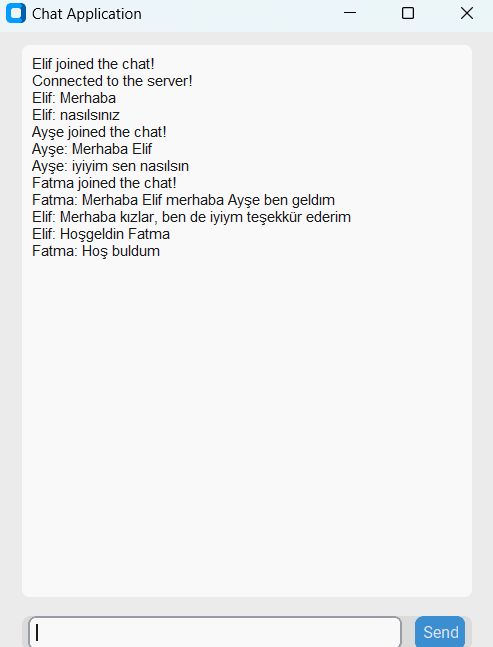 Chat Application
Elif joined the chat!
Connected to the server!
Elif: Merhaba
Elif: nasılsınız
Ayşe joined the chat!
Ayşe: Merhaba Elif
Ayşe: iyiyim sen nasılsın
Fatma joined the chat!
Fatma: Merhaba Elif merhaba Ayşe ben geldım
Elif: Merhaba kızlar, ben de iyiym teşekkür ederim
Elif: Hoşgeldin Fatma
Fatma: Hoş buldum
Send